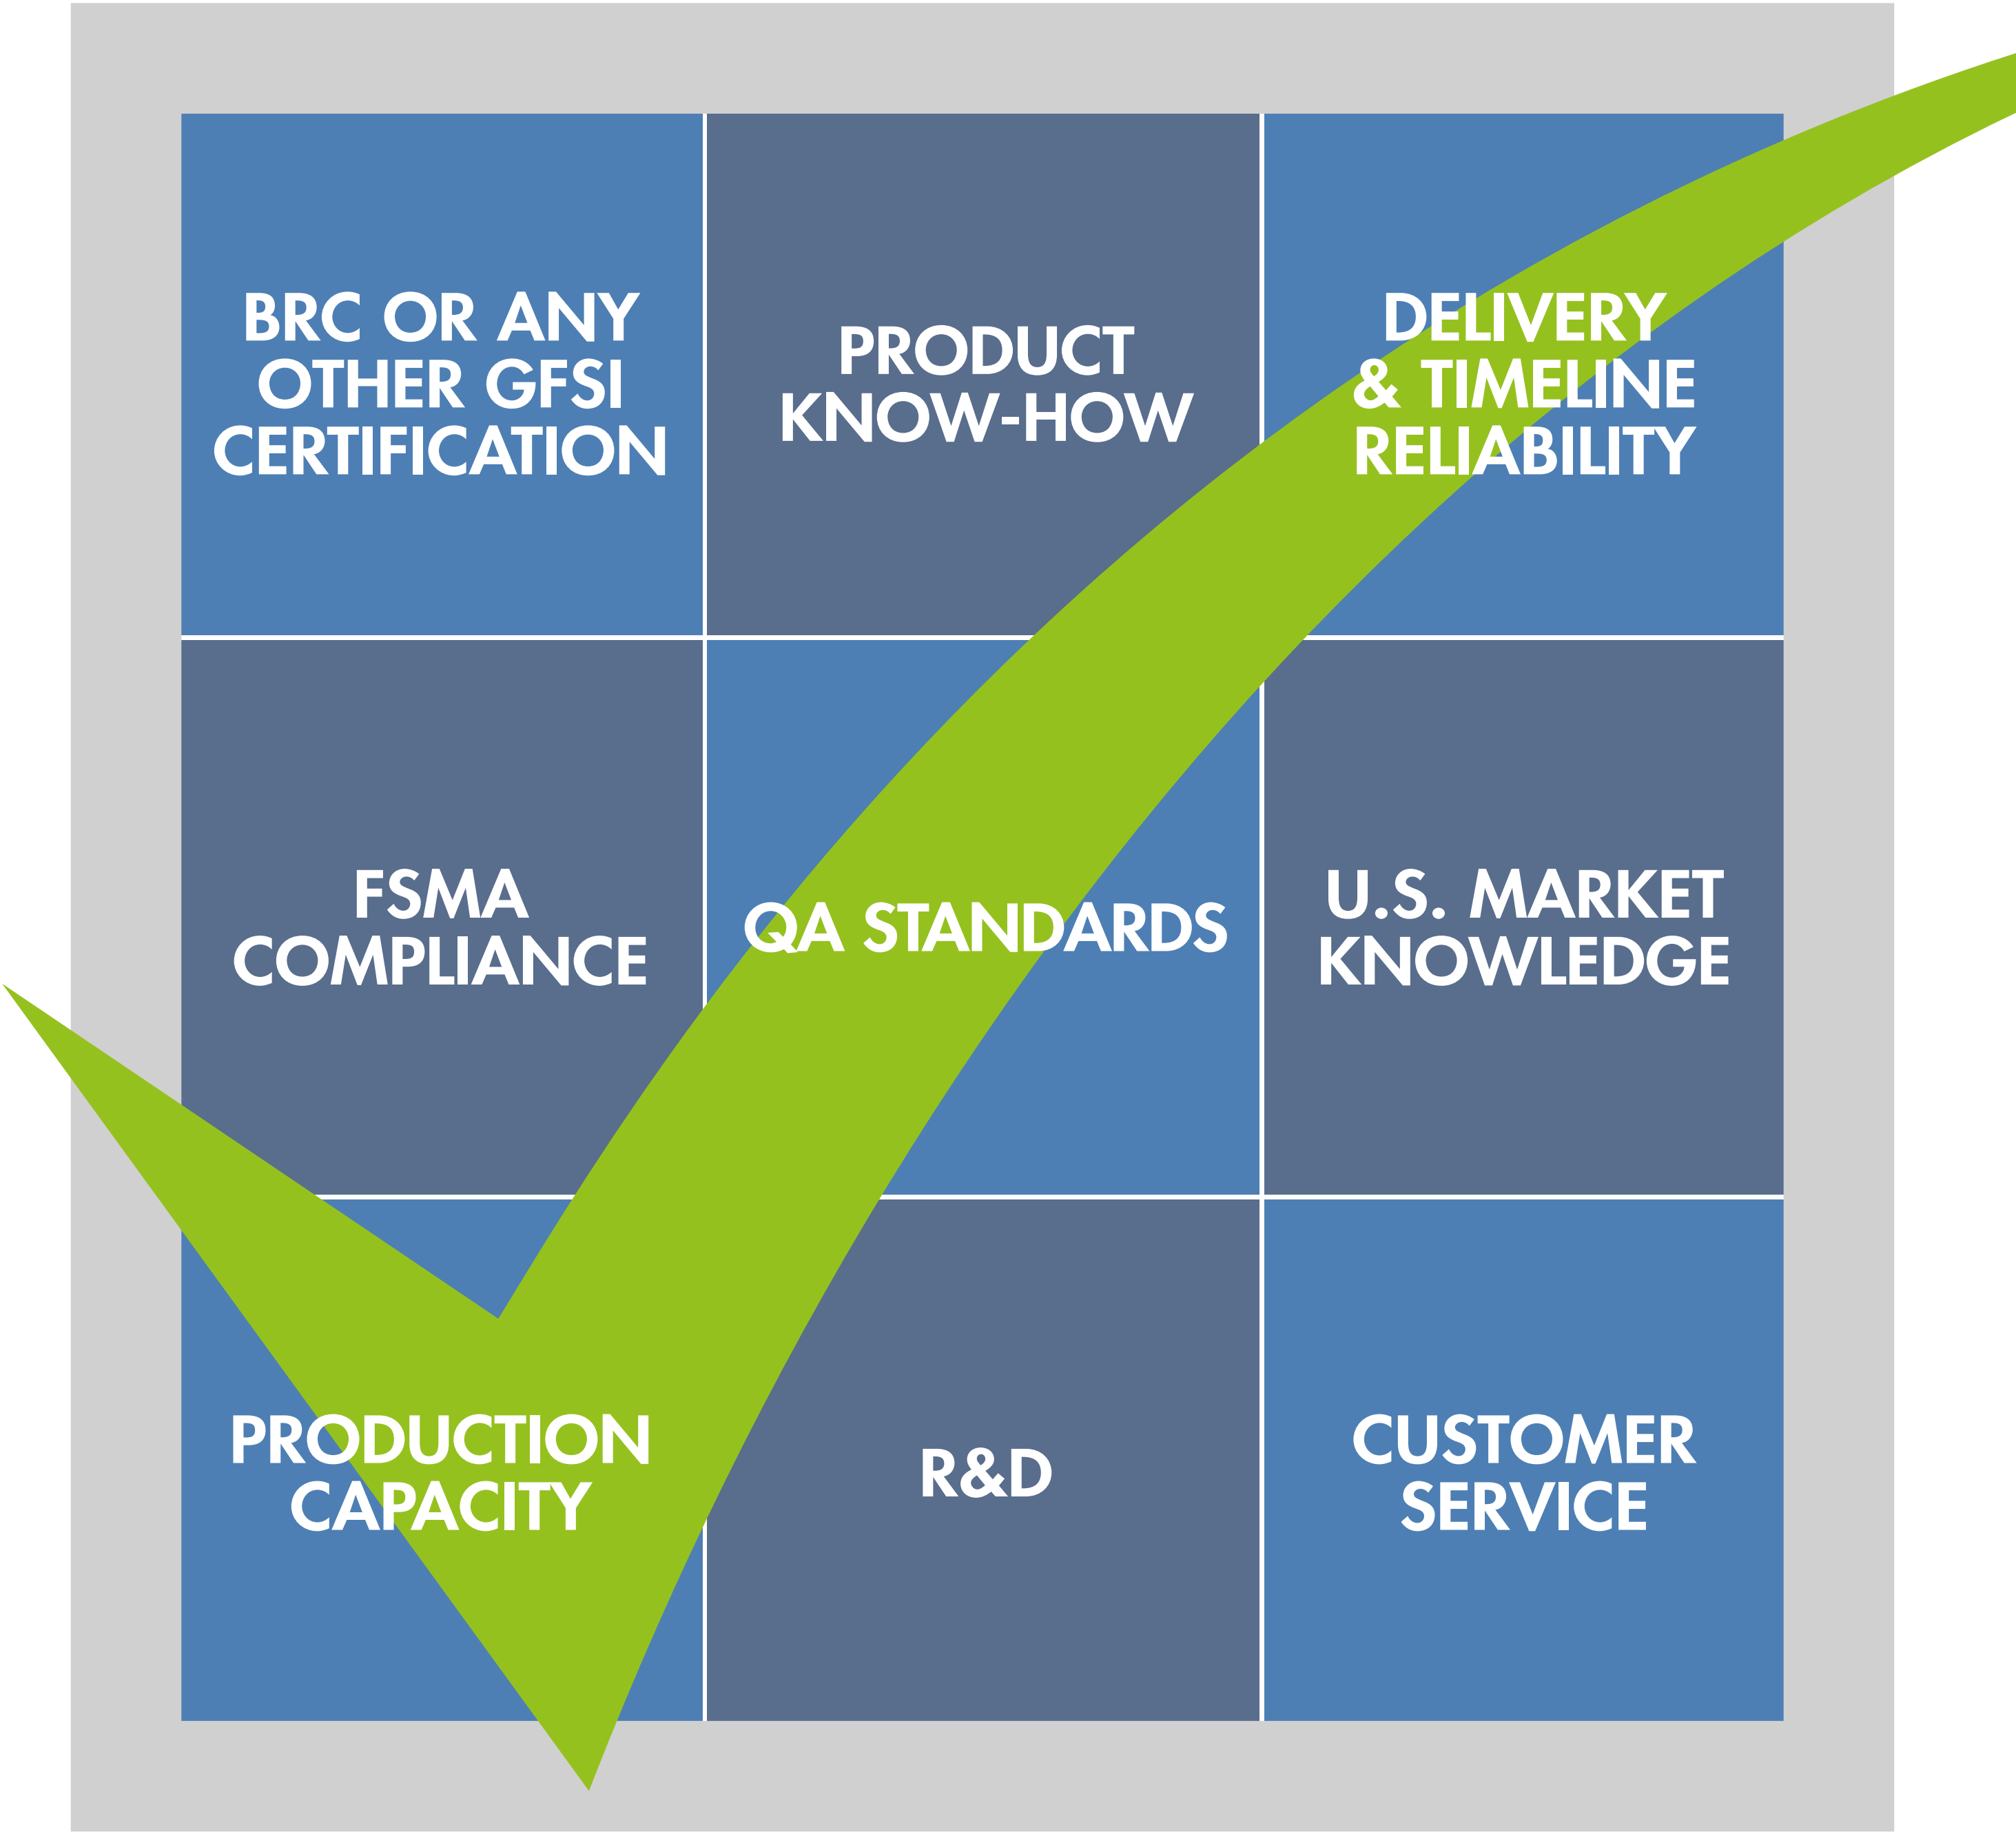 BRC OR ANY
OTHER GFSI
CERTIFICATION
PRODUCT
KNOW-HOW
DELIVERY
& TIMELINE
RELIABILITY
FSMA
COMPLIANCE
QA STANDARDS
U.S. MARKET
KNOWLEDGE
PRODUCTION
CAPACITY
R&D
CUSTOMER
SERVICE